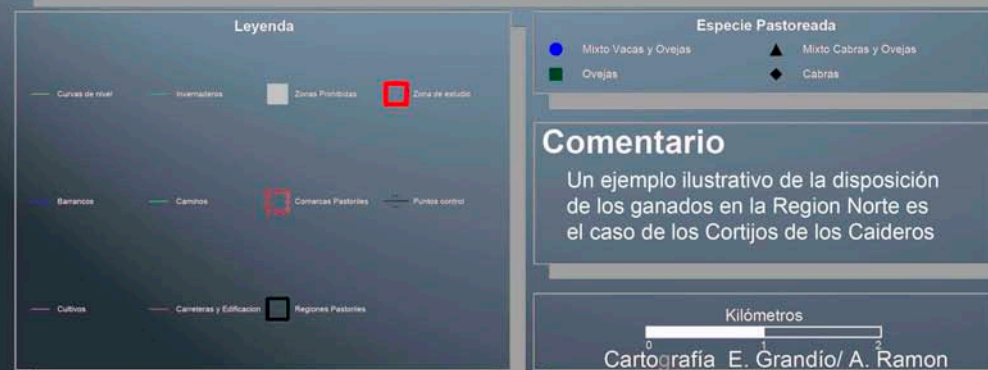 Leyenda
Curvas de nivel
Invernaderos
Zonas Prohibidas
Zona de estudio
Barrancos
Caminos
Comarcas Pastoriles
Puntos control
Cultivos
Carreteras y Edificacion
Regiones Pastoriles
Especie Pastoreada
Mixto Vacas y Ovejas
Mixto Cabras y Ovejas
Ovejas
Cabras
Comentario
Un ejemplo ilustrativo de la disposición
de los ganados en la Region Norte es
el caso de los Cortijos de los Caideros
Kilómetros
0 1 2
Cartografía E. Grandío/ A. Ramon